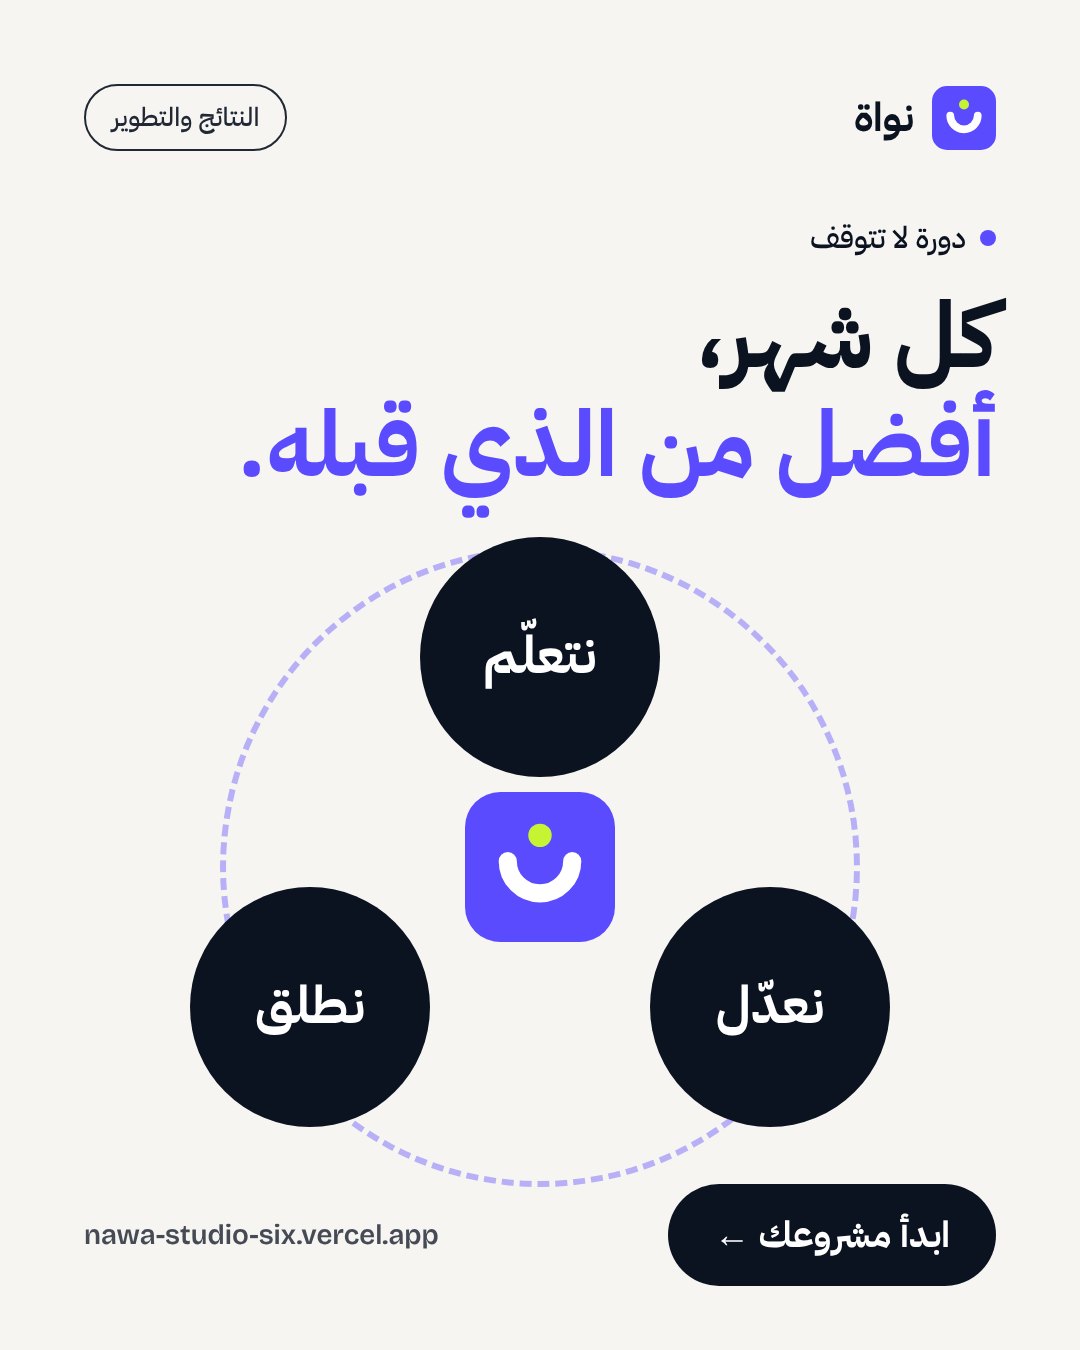 نواة
النتائج والتطوير
دورة لا تتوقف
كل شهر،
أفضل من الذي قبله.
نتعلّم
نعدّل
نطلق
ابدأ مشروعك ←
nawa-studio-six.vercel.app